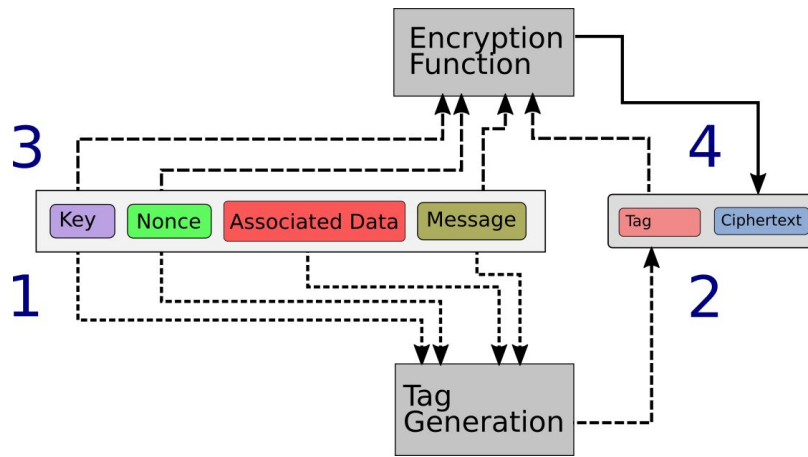 Encryption
Function
3
4
Key
Nonce
Associated Data
Message
Tag
Ciphertext
1
2
Tag
Generation